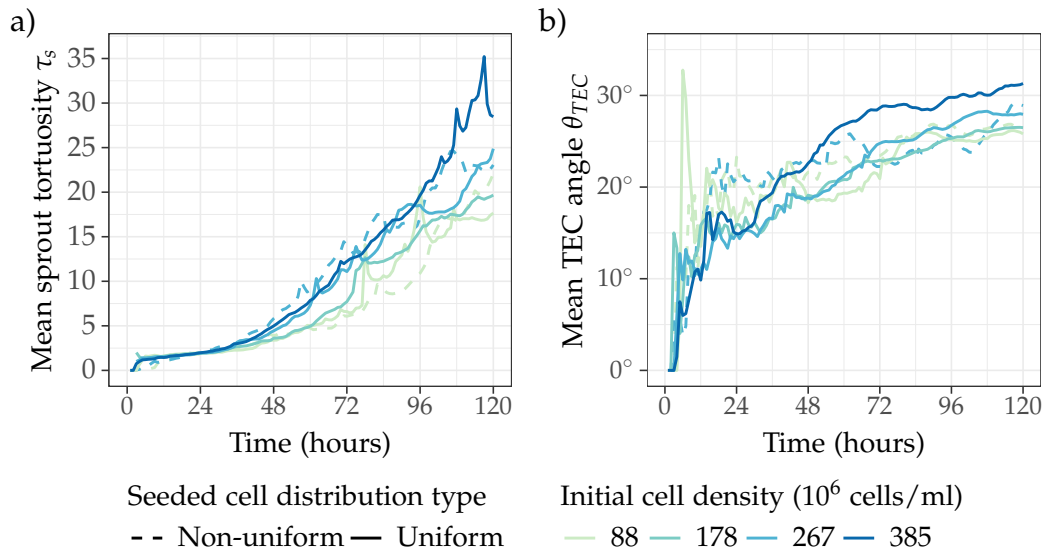 a)
Mean sprout tortuosity τs
35
30
25
20
15
10
5
0
0 24 48 72 96 120
Time (hours)
b)
Mean TEC angle θTEC
30°
20°
10°
0°
0 24 48 72 96 120
Time (hours)
Seeded cell distribution type
Non-uniform Uniform
Initial cell density (10⁶ cells/ml)
88 178 267 385